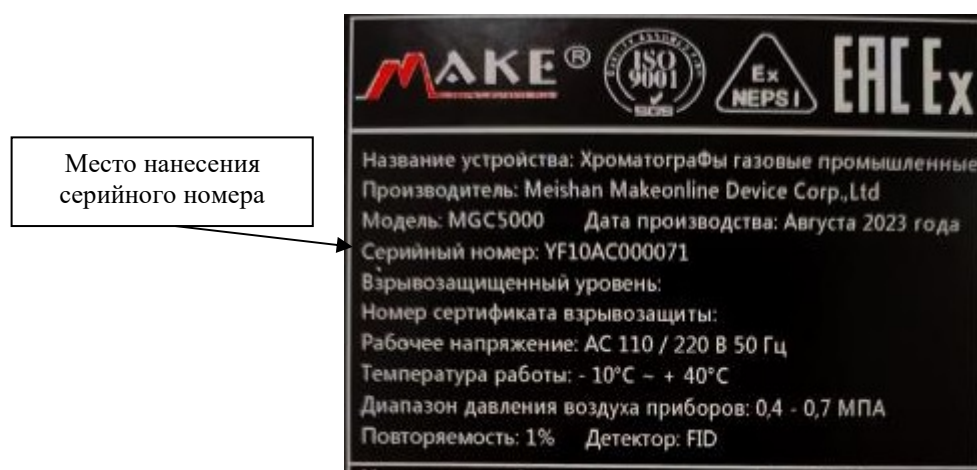 Место нанесения
серийного номера
MAKE ®
ISO
9001
SGS
Ex
NEPSI
EAC Ex
Название устройства: ХроматограФы газовые промышленные
Производитель: Meishan Makeonline Device Corp.,Ltd
Модель: MGC5000 Дата производства: Августа 2023 года
Серийный номер: YF10AC000071
Взрывозащищенный уровень:
Номер сертификата взрывозащиты:
Рабочее напряжение: АС 110 / 220 В 50 Гц
Температура работы: - 10°C ~ + 40°C
Диапазон давления воздуха приборов: 0,4 - 0,7 МПА
Повторяемость: 1% Детектор: FID